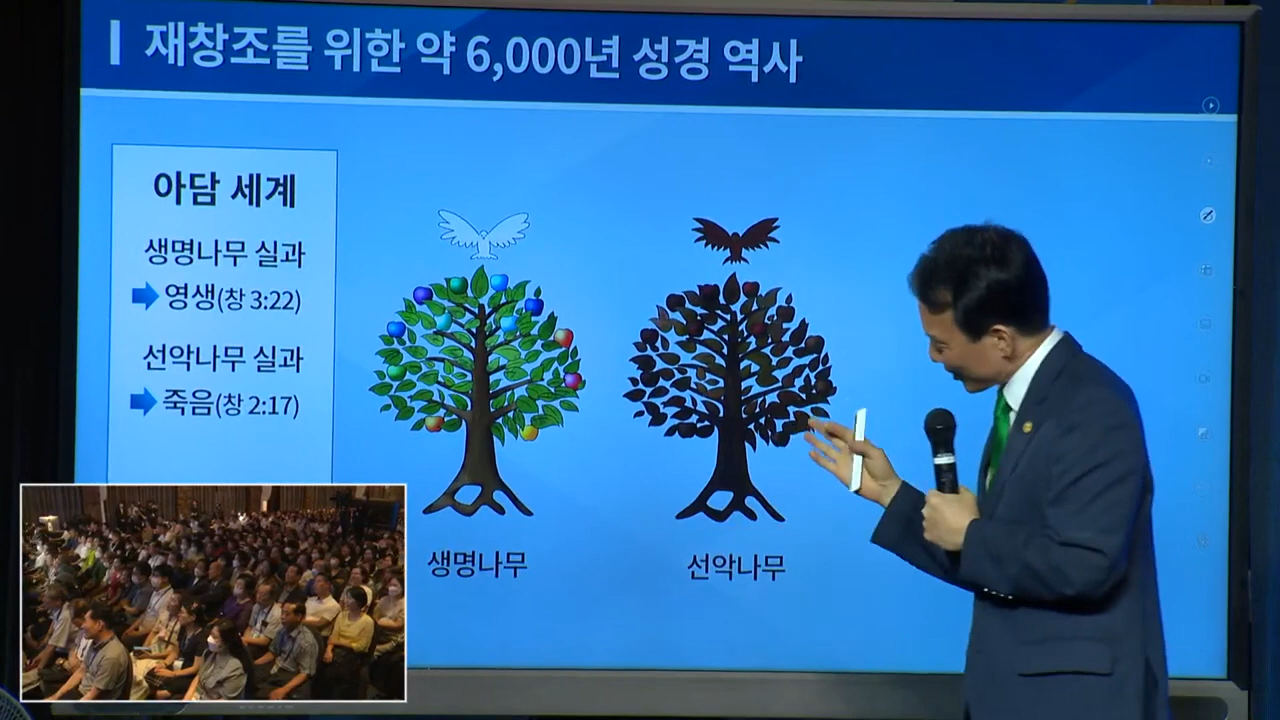 재창조를 위한 약 6,000년 성경 역사
아담 세계
생명나무 실과
영생(창 3:22)
선악나무 실과
죽음(창 2:17)
생명나무
선악나무